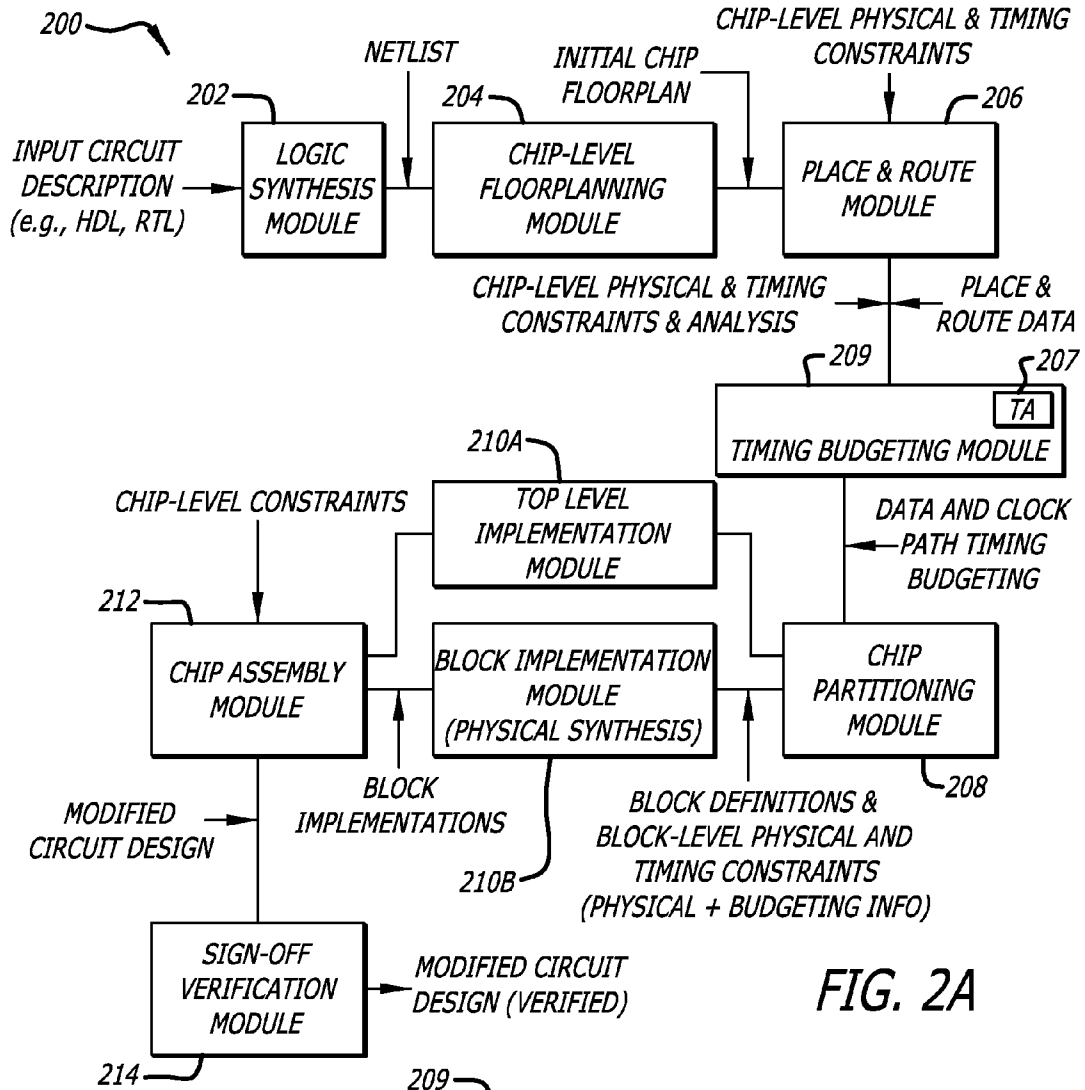 200
NETLIST
INITIAL CHIP
FLOORPLAN
CHIP-LEVEL PHYSICAL & TIMING
CONSTRAINTS
202
204
206
INPUT CIRCUIT
DESCRIPTION
(e.g., HDL, RTL)
LOGIC
SYNTHESIS
MODULE
CHIP-LEVEL
FLOORPLANNING
MODULE
PLACE & ROUTE
MODULE
CHIP-LEVEL PHYSICAL & TIMING
CONSTRAINTS & ANALYSIS
PLACE &
ROUTE DATA
209
207
TA
TIMING BUDGETING MODULE
210A
CHIP-LEVEL CONSTRAINTS
TOP LEVEL
IMPLEMENTATION
MODULE
DATA AND CLOCK
PATH TIMING
BUDGETING
212
CHIP ASSEMBLY
MODULE
BLOCK IMPLEMENTATION
MODULE
(PHYSICAL SYNTHESIS)
CHIP
PARTITIONING
MODULE
208
MODIFIED
CIRCUIT DESIGN
BLOCK
IMPLEMENTATIONS
210B
BLOCK DEFINITIONS &
BLOCK-LEVEL PHYSICAL AND
TIMING CONSTRAINTS
(PHYSICAL + BUDGETING INFO)
SIGN-OFF
VERIFICATION
MODULE
MODIFIED CIRCUIT
DESIGN (VERIFIED)
FIG. 2A
214
209